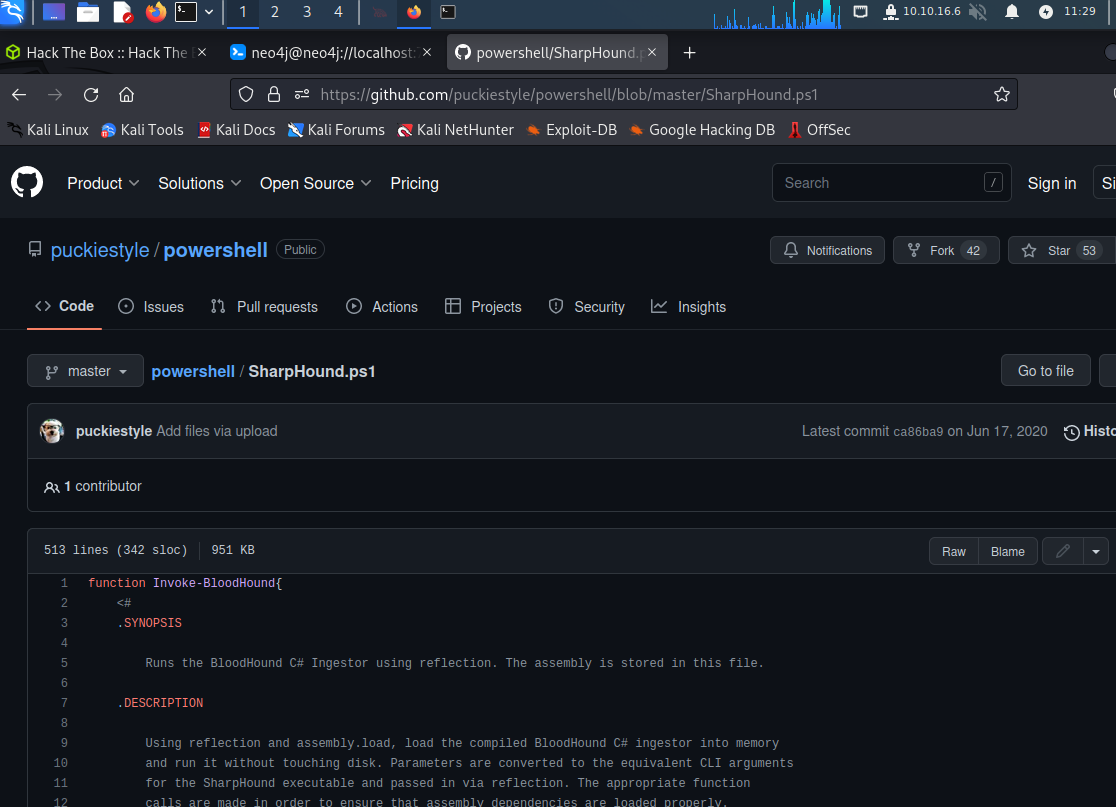 1 2 3 4 10.10.16.6 11:29
Hack The Box :: Hack The neo4j@neo4j://localhost: powershell/SharpHound.p
https://github.com/puckiestyle/powershell/blob/master/SharpHound.ps1
Kali Linux Kali Tools Kali Docs Kali Forums Kali NetHunter Exploit-DB Google Hacking DB OffSec
Product Solutions Open Source Pricing Search / Sign in Si
puckiestyle / powershell Public Notifications Fork 42 Star 53
Code Issues Pull requests Actions Projects Security Insights
master powershell / SharpHound.ps1 Go to file
puckiestyle Add files via upload Latest commit ca86ba9 on Jun 17, 2020 Histo
1 contributor
513 lines (342 sloc) 951 KB Raw Blame
1 function Invoke-BloodHound{
2 <#
3 .SYNOPSIS
4
5 Runs the BloodHound C# Ingestor using reflection. The assembly is stored in this file.
6
7 .DESCRIPTION
8
9 Using reflection and assembly.load, load the compiled BloodHound C# ingestor into memory
10 and run it without touching disk. Parameters are converted to the equivalent CLI arguments
11 for the SharpHound executable and passed in via reflection. The appropriate function
12 calls are made in order to ensure that assembly dependencies are loaded properly.